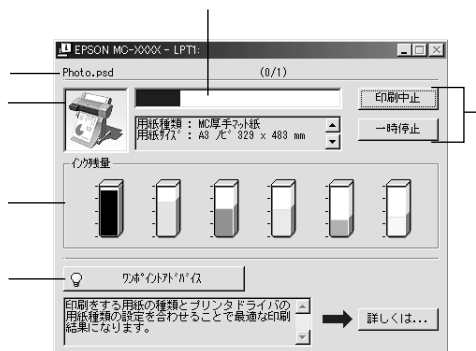 EPSON MC-XXXX - LPT1:
Photo.psd (0/1)
印刷中止
用紙種類 : MC厚手マット紙
用紙サイズ : A3 ノビ 329 x 483 mm
一時停止
インク残量
ワンポイントアドバイス
印刷をする用紙の種類とプリンタドライバの
用紙種類の設定を合わせることで最適な印刷
結果になります。
詳しくは...